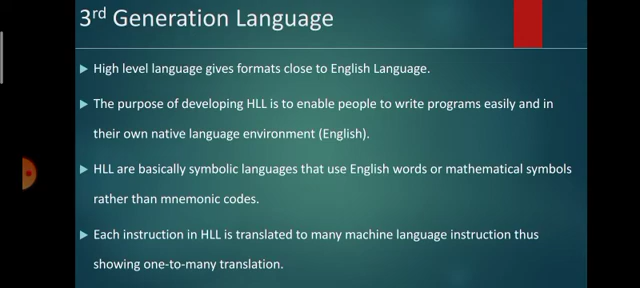 3rd Generation Language
High level language gives formats close to English Language.
The purpose of developing HLL is to enable people to write programs easily and in
their own native language environment (English).
HLL are basically symbolic languages that use English words or mathematical symbols
rather than mnemonic codes.
Each instruction in HLL is translated to many machine language instruction thus
showing one-to-many translation.